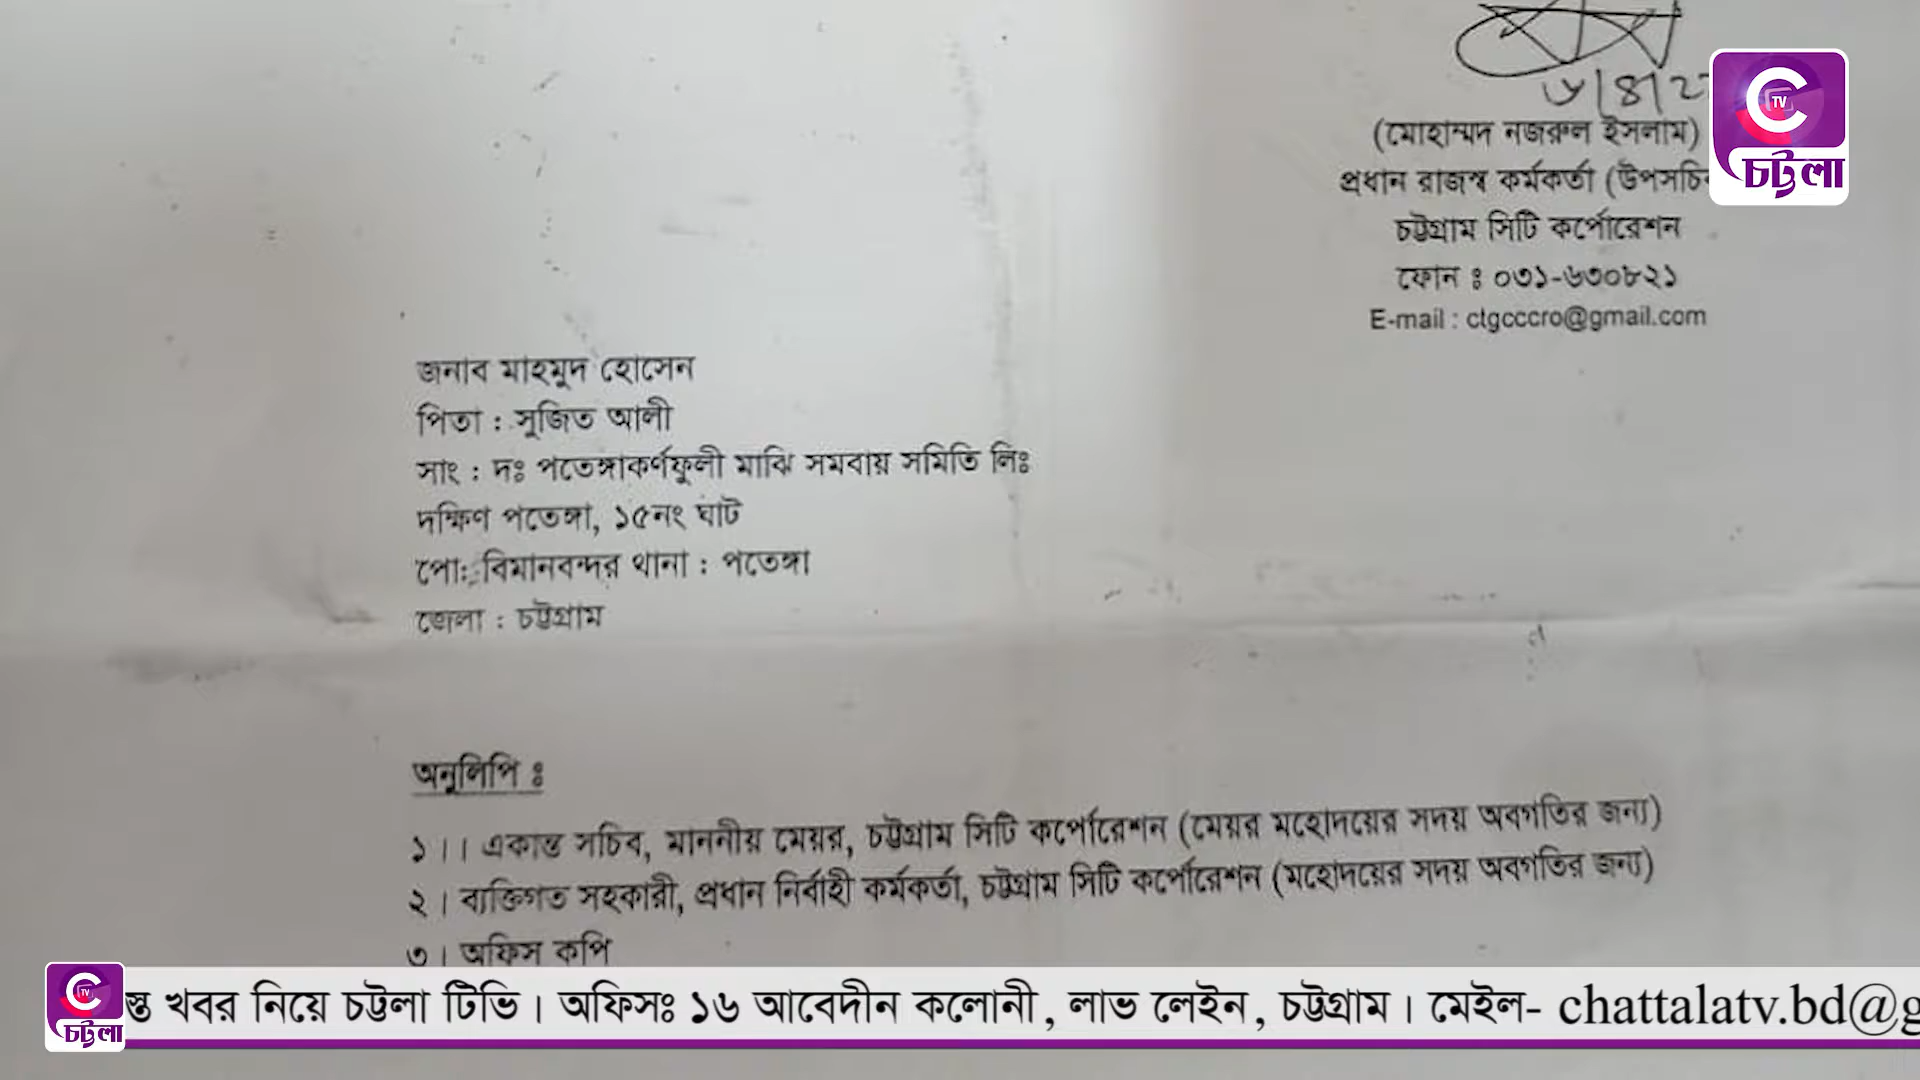 (মোহাম্মদ নজরুল ইসলাম)
প্রধান রাজস্ব কর্মকর্তা (উপসচি
চট্টগ্রাম সিটি কর্পোরেশন
ফোন ঃ ০৩১-৬৩০৮২১
E-mail : ctgcccro@gmail.com
C TV
চট্টলা
জনাব মাহমুদ হোসেন
পিতা : সুজিত আলী
সাং : দঃ পতেঙ্গাকর্ণফুলী মাঝি সমবায় সমিতি লিঃ
দক্ষিণ পতেঙ্গা, ১৫নং ঘাট
পো: বিমানবন্দর থানা : পতেঙ্গা
জেলা : চট্টগ্রাম
অনুলিপি ঃ
১।। একান্ত সচিব, মাননীয় মেয়র, চট্টগ্রাম সিটি কর্পোরেশন (মেয়র মহোদয়ের সদয় অবগতির জন্য)
২। ব্যক্তিগত সহকারী, প্রধান নির্বাহী কর্মকর্তা, চট্টগ্রাম সিটি কর্পোরেশন (মহোদয়ের সদয় অবগতির জন্য)
৩। অফিস কপি
C TV
চট্টলা
স্ত খবর নিয়ে চট্টলা টিভি। অফিসঃ ১৬ আবেদীন কলোনী, লাভ লেইন, চট্টগ্রাম। মেইল- chattalatv.bd@g